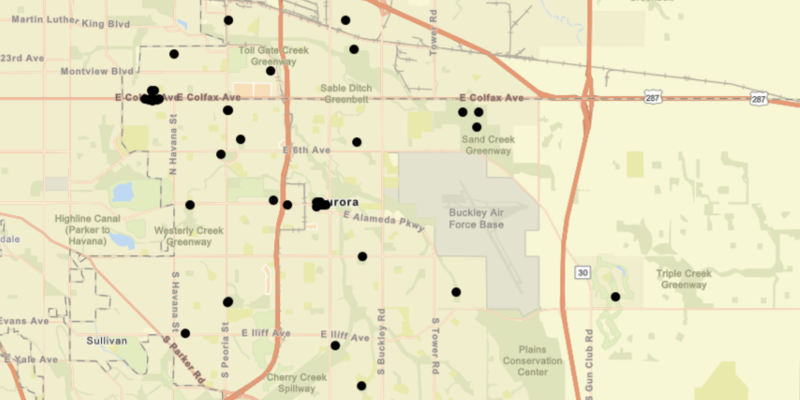 Martin Luther King Blvd
23rd Ave
Toll Gate Creek
Greenway
Montview Blvd
Tower Rd
Sable Ditch
Greenbelt
E Colfax Ave
E Colfax Ave
287
287
N Havana St
Sand Creek
Greenway
E 6th Ave
E Alameda Pkwy
Buckley Air
Force Base
Highline Canal
(Parker to
Havana)
Westerly Creek
Greenway
dale
30
Triple Creek
Greenway
S Havana St
S Peoria St
S Buckley Rd
S Tower Rd
S Gun Club Rd
Evans Ave
E Iliff Ave
E Iliff Ave
Sullivan
S Parker Rd
E Yale Ave
Plains
Conservation
Center
Cherry Creek
Spillway